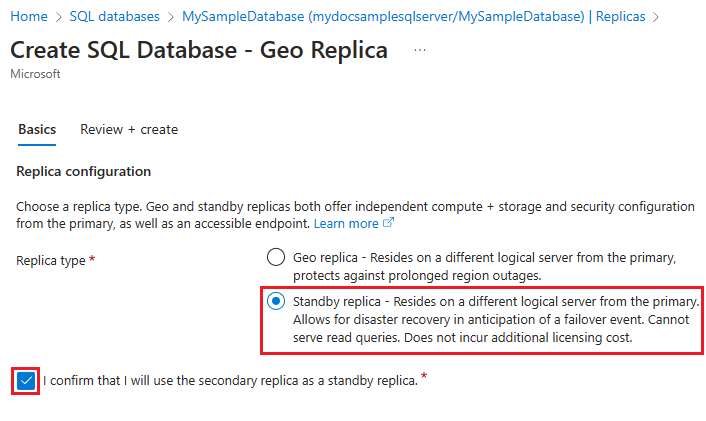 Home > SQL databases > MySampleDatabase (mydocsamplesqlserver/MySampleDatabase) | Replicas >
Create SQL Database - Geo Replica ...
Microsoft
Basics Review + create
Replica configuration
Choose a replica type. Geo and standby replicas both offer independent compute + storage and security configuration
from the primary, as well as an accessible endpoint. Learn more
Replica type *
Geo replica - Resides on a different logical server from the primary,
protects against prolonged region outages.
Standby replica - Resides on a different logical server from the primary.
Allows for disaster recovery in anticipation of a failover event. Cannot
serve read queries. Does not incur additional licensing cost.
I confirm that I will use the secondary replica as a standby replica. *